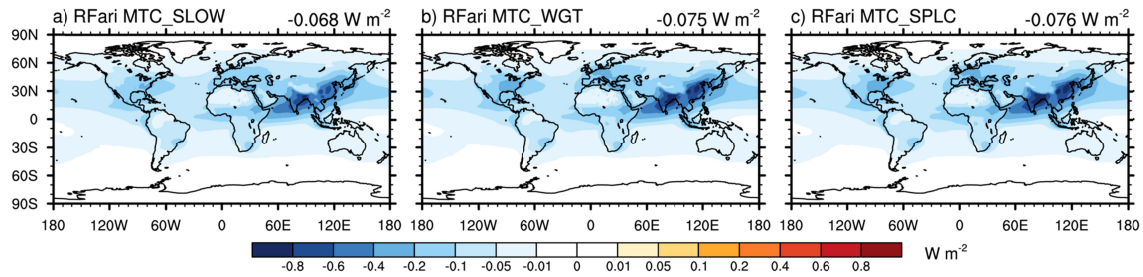 a) RFari MTC_SLOW -0.068 W m-2 b) RFari MTC_WGT -0.075 W m-2 c) RFari MTC_SPLC -0.076 W m-2
90N
60N
30N
0
30S
60S
90S
180 120W 60W 0 60E 120E 180 120W 60W 0 60E 120E 180 120W 60W 0 60E 120E 180
-0.8 -0.6 -0.4 -0.2 -0.1 -0.05 -0.01 0 0.01 0.05 0.1 0.2 0.4 0.6 0.8 W m-2